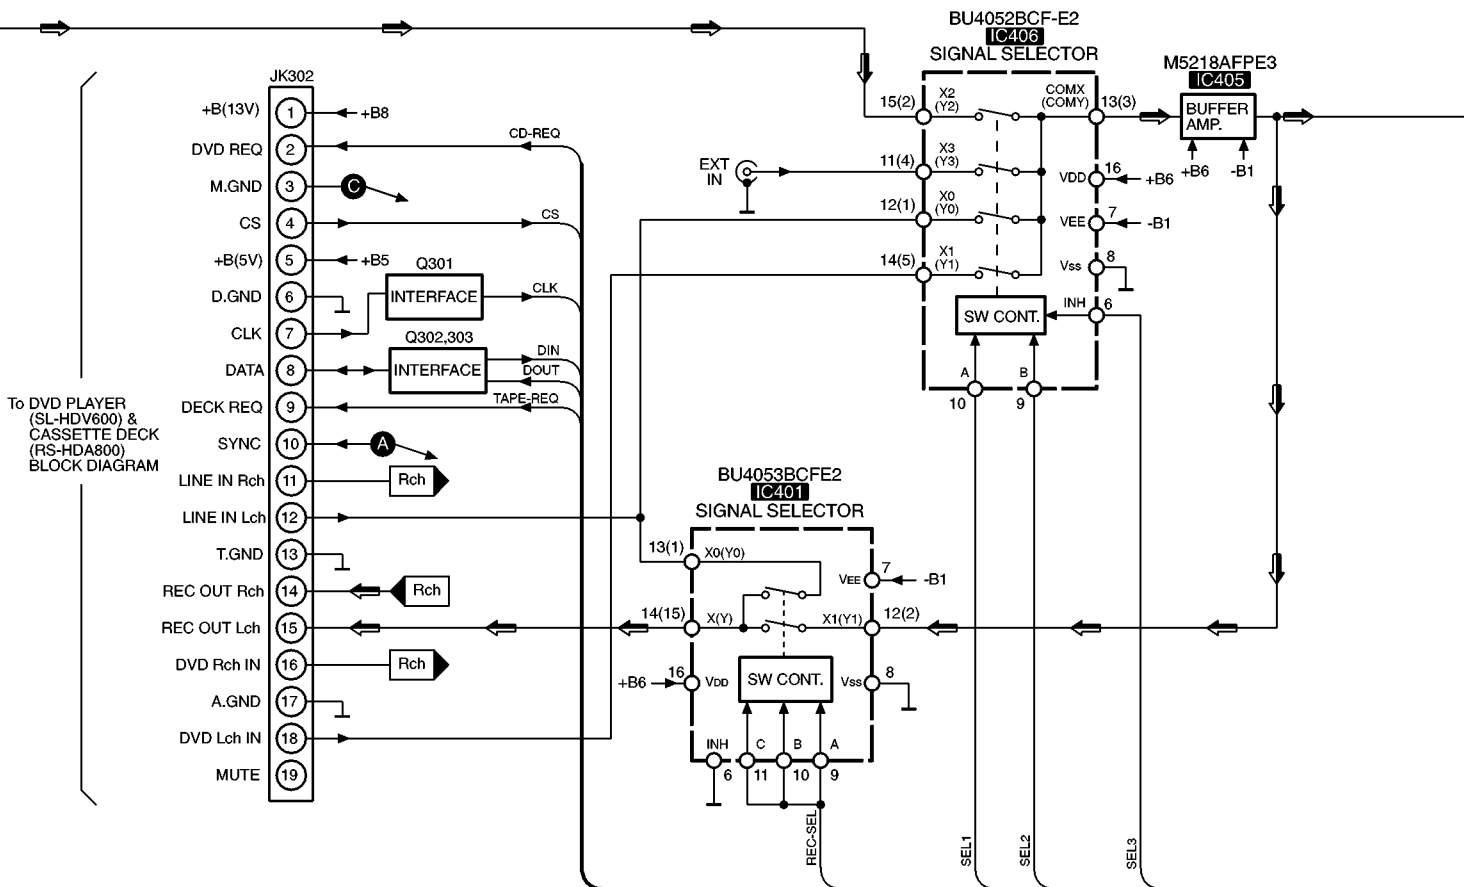 BU4052BCF-E2
IC406
SIGNAL SELECTOR
M5218AFPE3
IC405
BUFFER
AMP.
+B6
-B1
15(2)
X2
(Y2)
COMX
(COMY)
13(3)
EXT
IN
11(4)
X3
(Y3)
12(1)
X0
(Y0)
14(5)
X1
(Y1)
VDD
16
+B6
VEE
7
-B1
Vss
8
INH
6
SW CONT.
A
B
10
9
SEL1
SEL2
SEL3
JK302
+B(13V)
1
+B8
DVD REQ
2
CD-REQ
M.GND
3
C
CS
4
CS
+B(5V)
5
+B5
D.GND
6
Q301
INTERFACE
CLK
CLK
7
Q302,303
INTERFACE
DIN
DOUT
DATA
8
DECK REQ
9
TAPE-REQ
SYNC
10
A
LINE IN Rch
11
Rch
LINE IN Lch
12
T.GND
13
REC OUT Rch
14
Rch
REC OUT Lch
15
DVD Rch IN
16
Rch
A.GND
17
DVD Lch IN
18
MUTE
19
To DVD PLAYER
(SL-HDV600) &
CASSETTE DECK
(RS-HDA800)
BLOCK DIAGRAM
BU4053BCFE2
IC401
SIGNAL SELECTOR
13(1)
X0(Y0)
VEE
7
-B1
14(15)
X(Y)
X1(Y1)
12(2)
+B6
16
VDD
SW CONT.
Vss
8
INH
C
B
A
6
11
10
9
REC-SEL